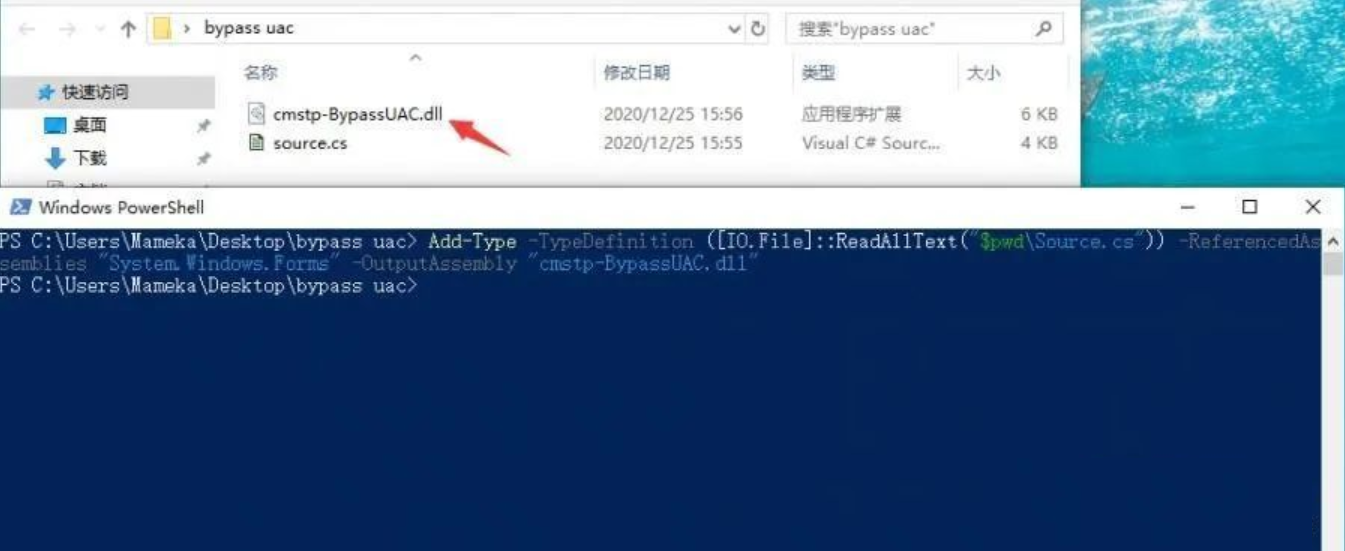 bypass uac
搜索"bypass uac"
名称
修改日期
类型
大小
快速访问
cmstp-BypassUAC.dll
2020/12/25 15:56
应用程序扩展
6 KB
桌面
source.cs
2020/12/25 15:55
Visual C# Sourc...
4 KB
下载
Windows PowerShell
PS C:\Users\Mameka\Desktop\bypass uac> Add-Type -TypeDefinition ([IO.File]::ReadAllText("$pwd\Source.cs")) -ReferencedAs
semblies "System.Windows.Forms" -OutputAssembly "cmstp-BypassUAC.dll"
PS C:\Users\Mameka\Desktop\bypass uac>